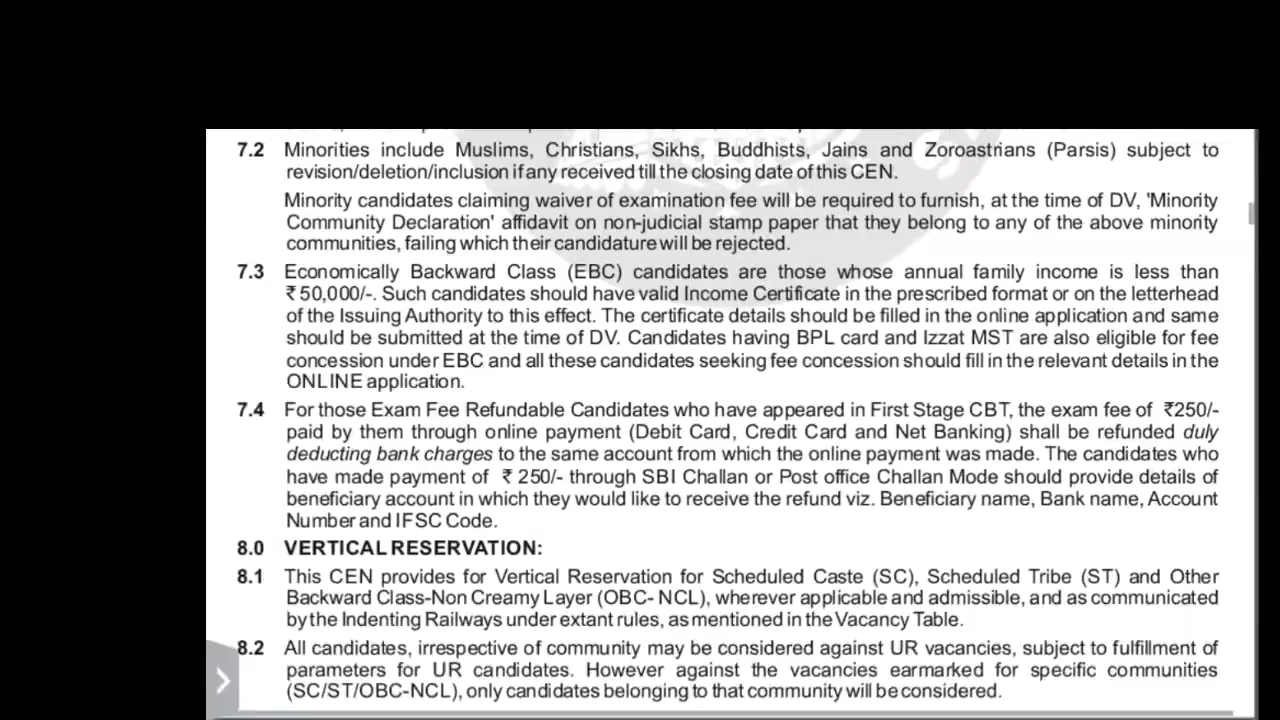 7.2 Minorities include Muslims, Christians, Sikhs, Buddhists, Jains and Zoroastrians (Parsis) subject to
revision/deletion/inclusion if any received till the closing date of this CEN.
Minority candidates claiming waiver of examination fee will be required to furnish, at the time of DV, 'Minority
Community Declaration' affidavit on non-judicial stamp paper that they belong to any of the above minority
communities, failing which their candidature will be rejected.
7.3 Economically Backward Class (EBC) candidates are those whose annual family income is less than
₹ 50,000/-. Such candidates should have valid Income Certificate in the prescribed format or on the letterhead
of the Issuing Authority to this effect. The certificate details should be filled in the online application and same
should be submitted at the time of DV. Candidates having BPL card and Izzat MST are also eligible for fee
concession under EBC and all these candidates seeking fee concession should fill in the relevant details in the
ONLINE application.
7.4 For those Exam Fee Refundable Candidates who have appeared in First Stage CBT, the exam fee of ₹250/-
paid by them through online payment (Debit Card, Credit Card and Net Banking) shall be refunded duly
deducting bank charges to the same account from which the online payment was made. The candidates who
have made payment of ₹ 250/- through SBI Challan or Post office Challan Mode should provide details of
beneficiary account in which they would like to receive the refund viz. Beneficiary name, Bank name, Account
Number and IFSC Code.
8.0 VERTICAL RESERVATION:
8.1 This CEN provides for Vertical Reservation for Scheduled Caste (SC), Scheduled Tribe (ST) and Other
Backward Class-Non Creamy Layer (OBC- NCL), wherever applicable and admissible, and as communicated
by the Indenting Railways under extant rules, as mentioned in the Vacancy Table.
8.2 All candidates, irrespective of community may be considered against UR vacancies, subject to fulfillment of
parameters for UR candidates. However against the vacancies earmarked for specific communities
(SC/ST/OBC-NCL), only candidates belonging to that community will be considered.